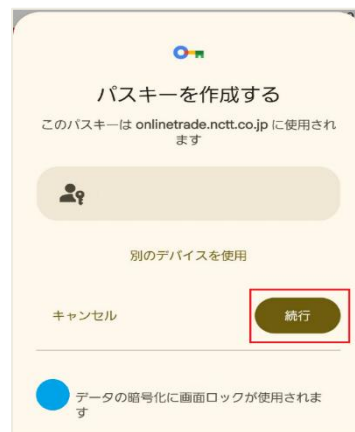 パスキーを作成する
このパスキーは onlinetrade.nctt.co.jp に使用され
ます
別のデバイスを使用
キャンセル
続行
データの暗号化に画面ロックが使用されま
す